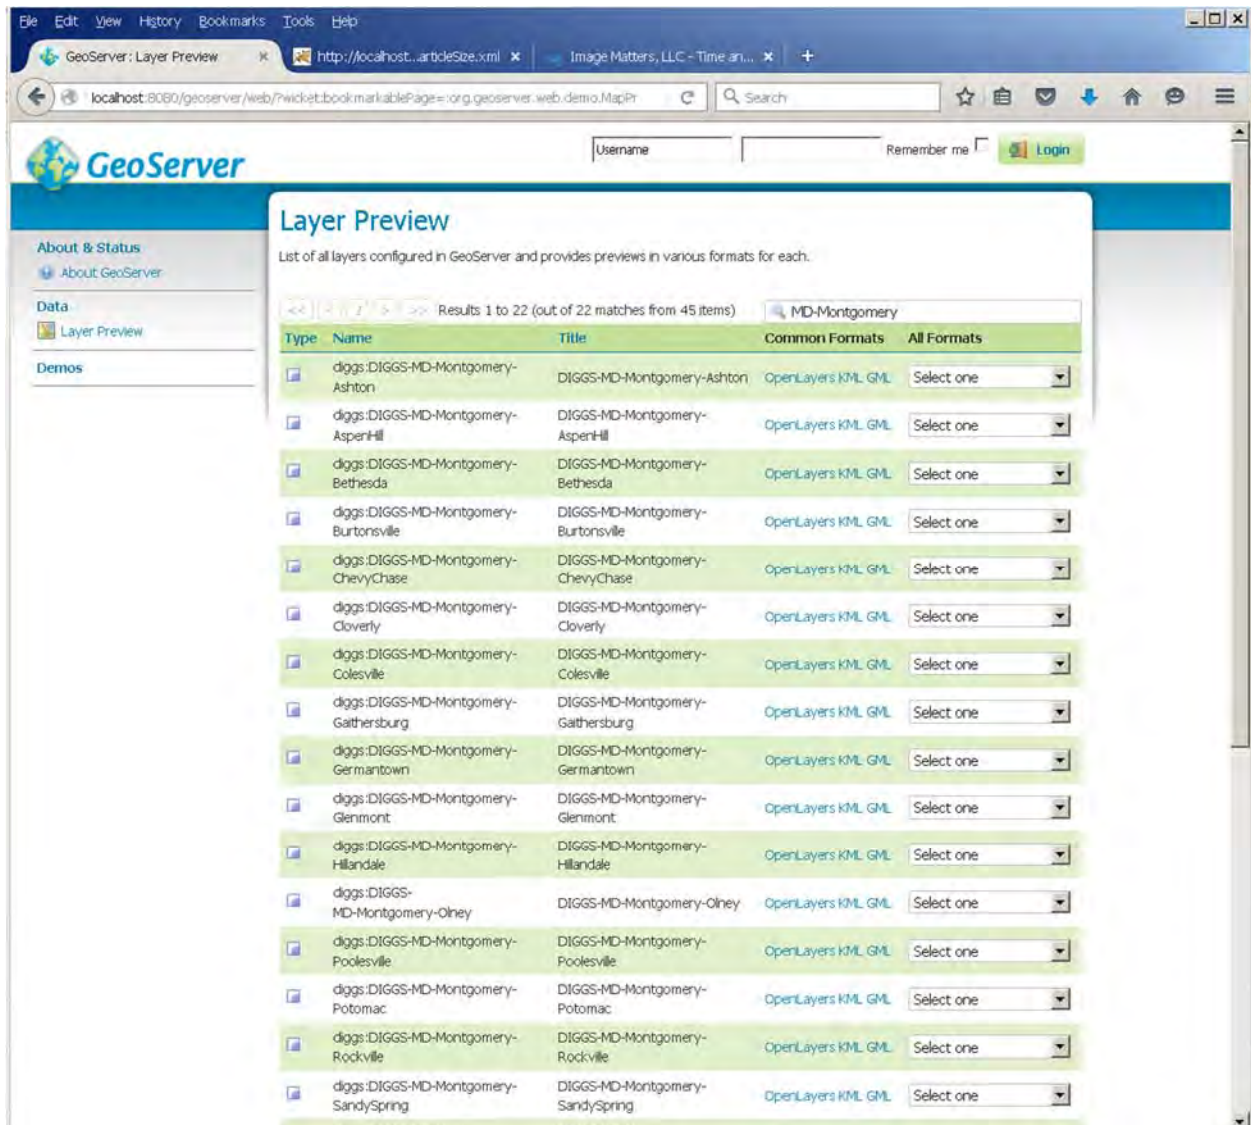 File Edit View History Bookmarks Tools Help
GeoServer: Layer Preview × http://localhost...articleSize.xml × Image Matters, LLC - Time an... × +
localhost:8080/geoserver/web/?wicket:bookmarkablePage=:org.geoserver.web.demo.MapPr Search
GeoServer
Username Remember me Login
Layer Preview
List of all layers configured in GeoServer and provides previews in various formats for each.
About & Status
About GeoServer
Data
Layer Preview
Demos
<< < 1 > >> Results 1 to 22 (out of 22 matches from 45 items) MD-Montgomery
Type Name Title Common Formats All Formats
diggs:DIGGS-MD-Montgomery-
Ashton DIGGS-MD-Montgomery-Ashton OpenLayers KML GML Select one
diggs:DIGGS-MD-Montgomery-
AspenHill DIGGS-MD-Montgomery-
AspenHill OpenLayers KML GML Select one
diggs:DIGGS-MD-Montgomery-
Bethesda DIGGS-MD-Montgomery-
Bethesda OpenLayers KML GML Select one
diggs:DIGGS-MD-Montgomery-
Burtonsville DIGGS-MD-Montgomery-
Burtonsville OpenLayers KML GML Select one
diggs:DIGGS-MD-Montgomery-
ChevyChase DIGGS-MD-Montgomery-
ChevyChase OpenLayers KML GML Select one
diggs:DIGGS-MD-Montgomery-
Cloverly DIGGS-MD-Montgomery-
Cloverly OpenLayers KML GML Select one
diggs:DIGGS-MD-Montgomery-
Colesville DIGGS-MD-Montgomery-
Colesville OpenLayers KML GML Select one
diggs:DIGGS-MD-Montgomery-
Gaithersburg DIGGS-MD-Montgomery-
Gaithersburg OpenLayers KML GML Select one
diggs:DIGGS-MD-Montgomery-
Germantown DIGGS-MD-Montgomery-
Germantown OpenLayers KML GML Select one
diggs:DIGGS-MD-Montgomery-
Glenmont DIGGS-MD-Montgomery-
Glenmont OpenLayers KML GML Select one
diggs:DIGGS-MD-Montgomery-
Hillandale DIGGS-MD-Montgomery-
Hillandale OpenLayers KML GML Select one
diggs:DIGGS-
MD-Montgomery-Olney DIGGS-MD-Montgomery-Olney OpenLayers KML GML Select one
diggs:DIGGS-MD-Montgomery-
Poolesville DIGGS-MD-Montgomery-
Poolesville OpenLayers KML GML Select one
diggs:DIGGS-MD-Montgomery-
Potomac DIGGS-MD-Montgomery-
Potomac OpenLayers KML GML Select one
diggs:DIGGS-MD-Montgomery-
Rockville DIGGS-MD-Montgomery-
Rockville OpenLayers KML GML Select one
diggs:DIGGS-MD-Montgomery-
SandySpring DIGGS-MD-Montgomery-
SandySpring OpenLayers KML GML Select one